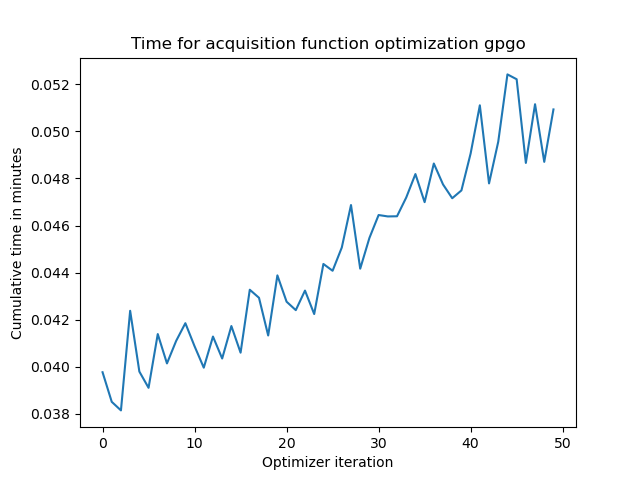 Time for acquisition function optimization gpgo
0.052
0.050
0.048
0.046
0.044
0.042
0.040
0.038
Cumulative time in minutes
0 10 20 30 40 50
Optimizer iteration